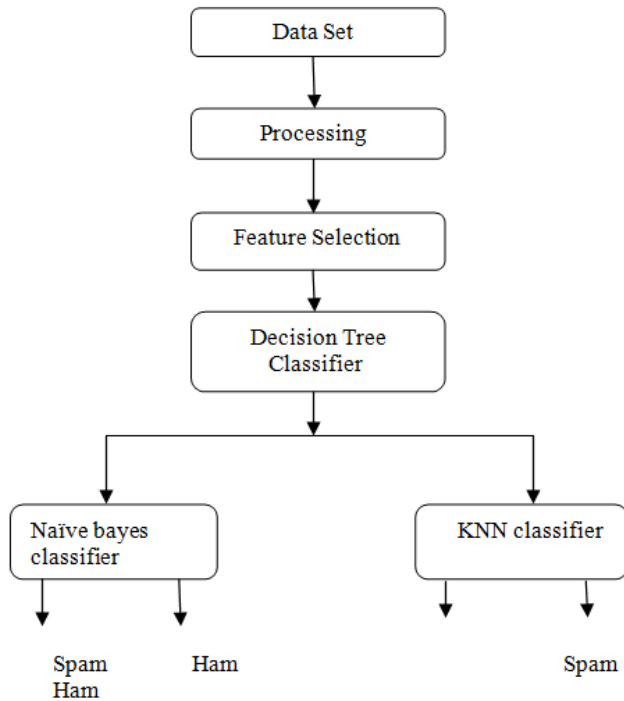 Data Set
Processing
Feature Selection
Decision Tree
Classifier
Naïve bayes
classifier
KNN classifier
Spam Ham Spam
Ham